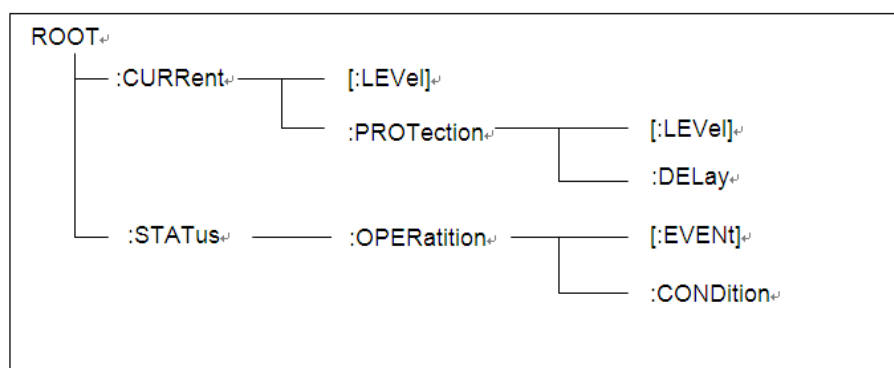 ROOT↵
:CURRent↵ [:LEVel]↵
:PROTection↵ [:LEVel]↵
:DELay↵
:STATus↵ :OPERatition↵ [:EVENt]↵
:CONDition↵